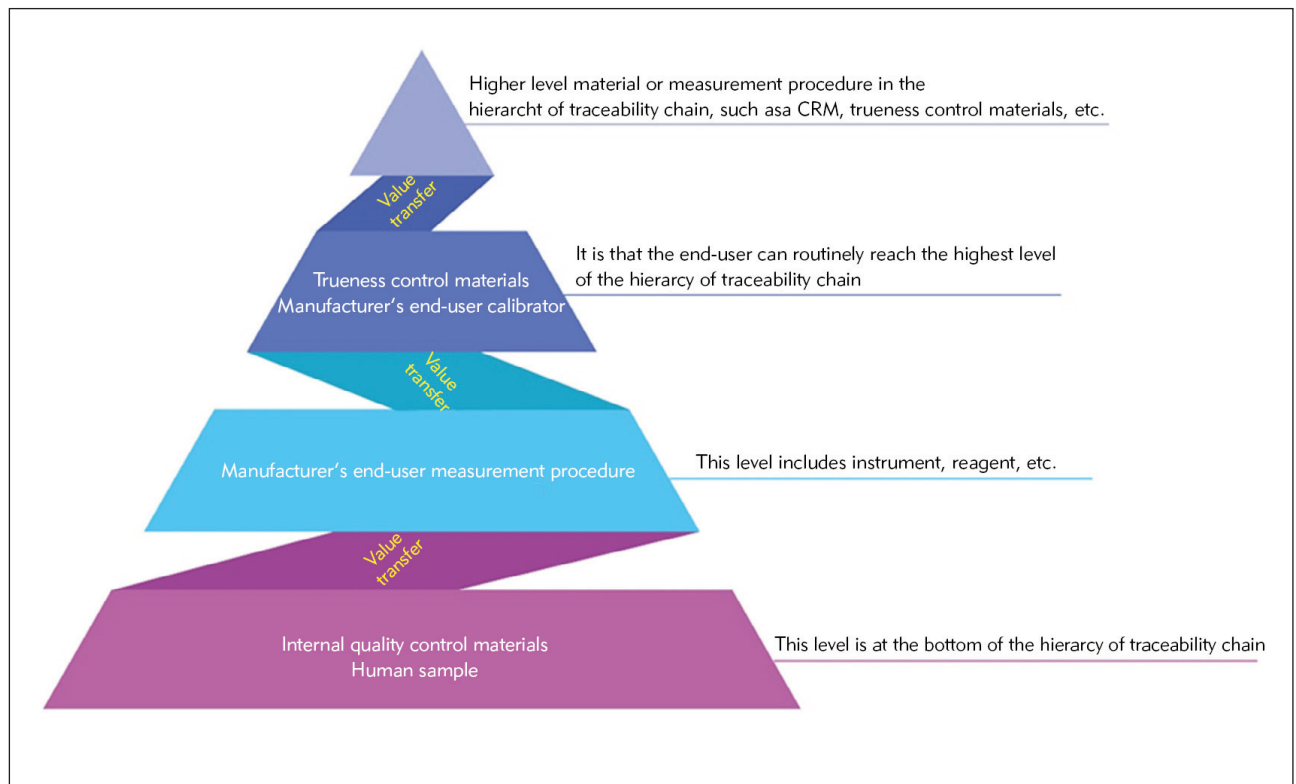 Higher level material or measurement procedure in the
hierarcht of traceability chain, such asa CRM, trueness control materials, etc.
Value
transfer
Trueness control materials
Manufacturer's end-user calibrator
It is that the end-user can routinely reach the highest level
of the hierarcy of traceability chain
Value
transfer
Manufacturer's end-user measurement procedure
This level includes instrument, reagent, etc.
Value
transfer
Internal quality control materials
Human sample
This level is at the bottom of the hierarcy of traceability chain